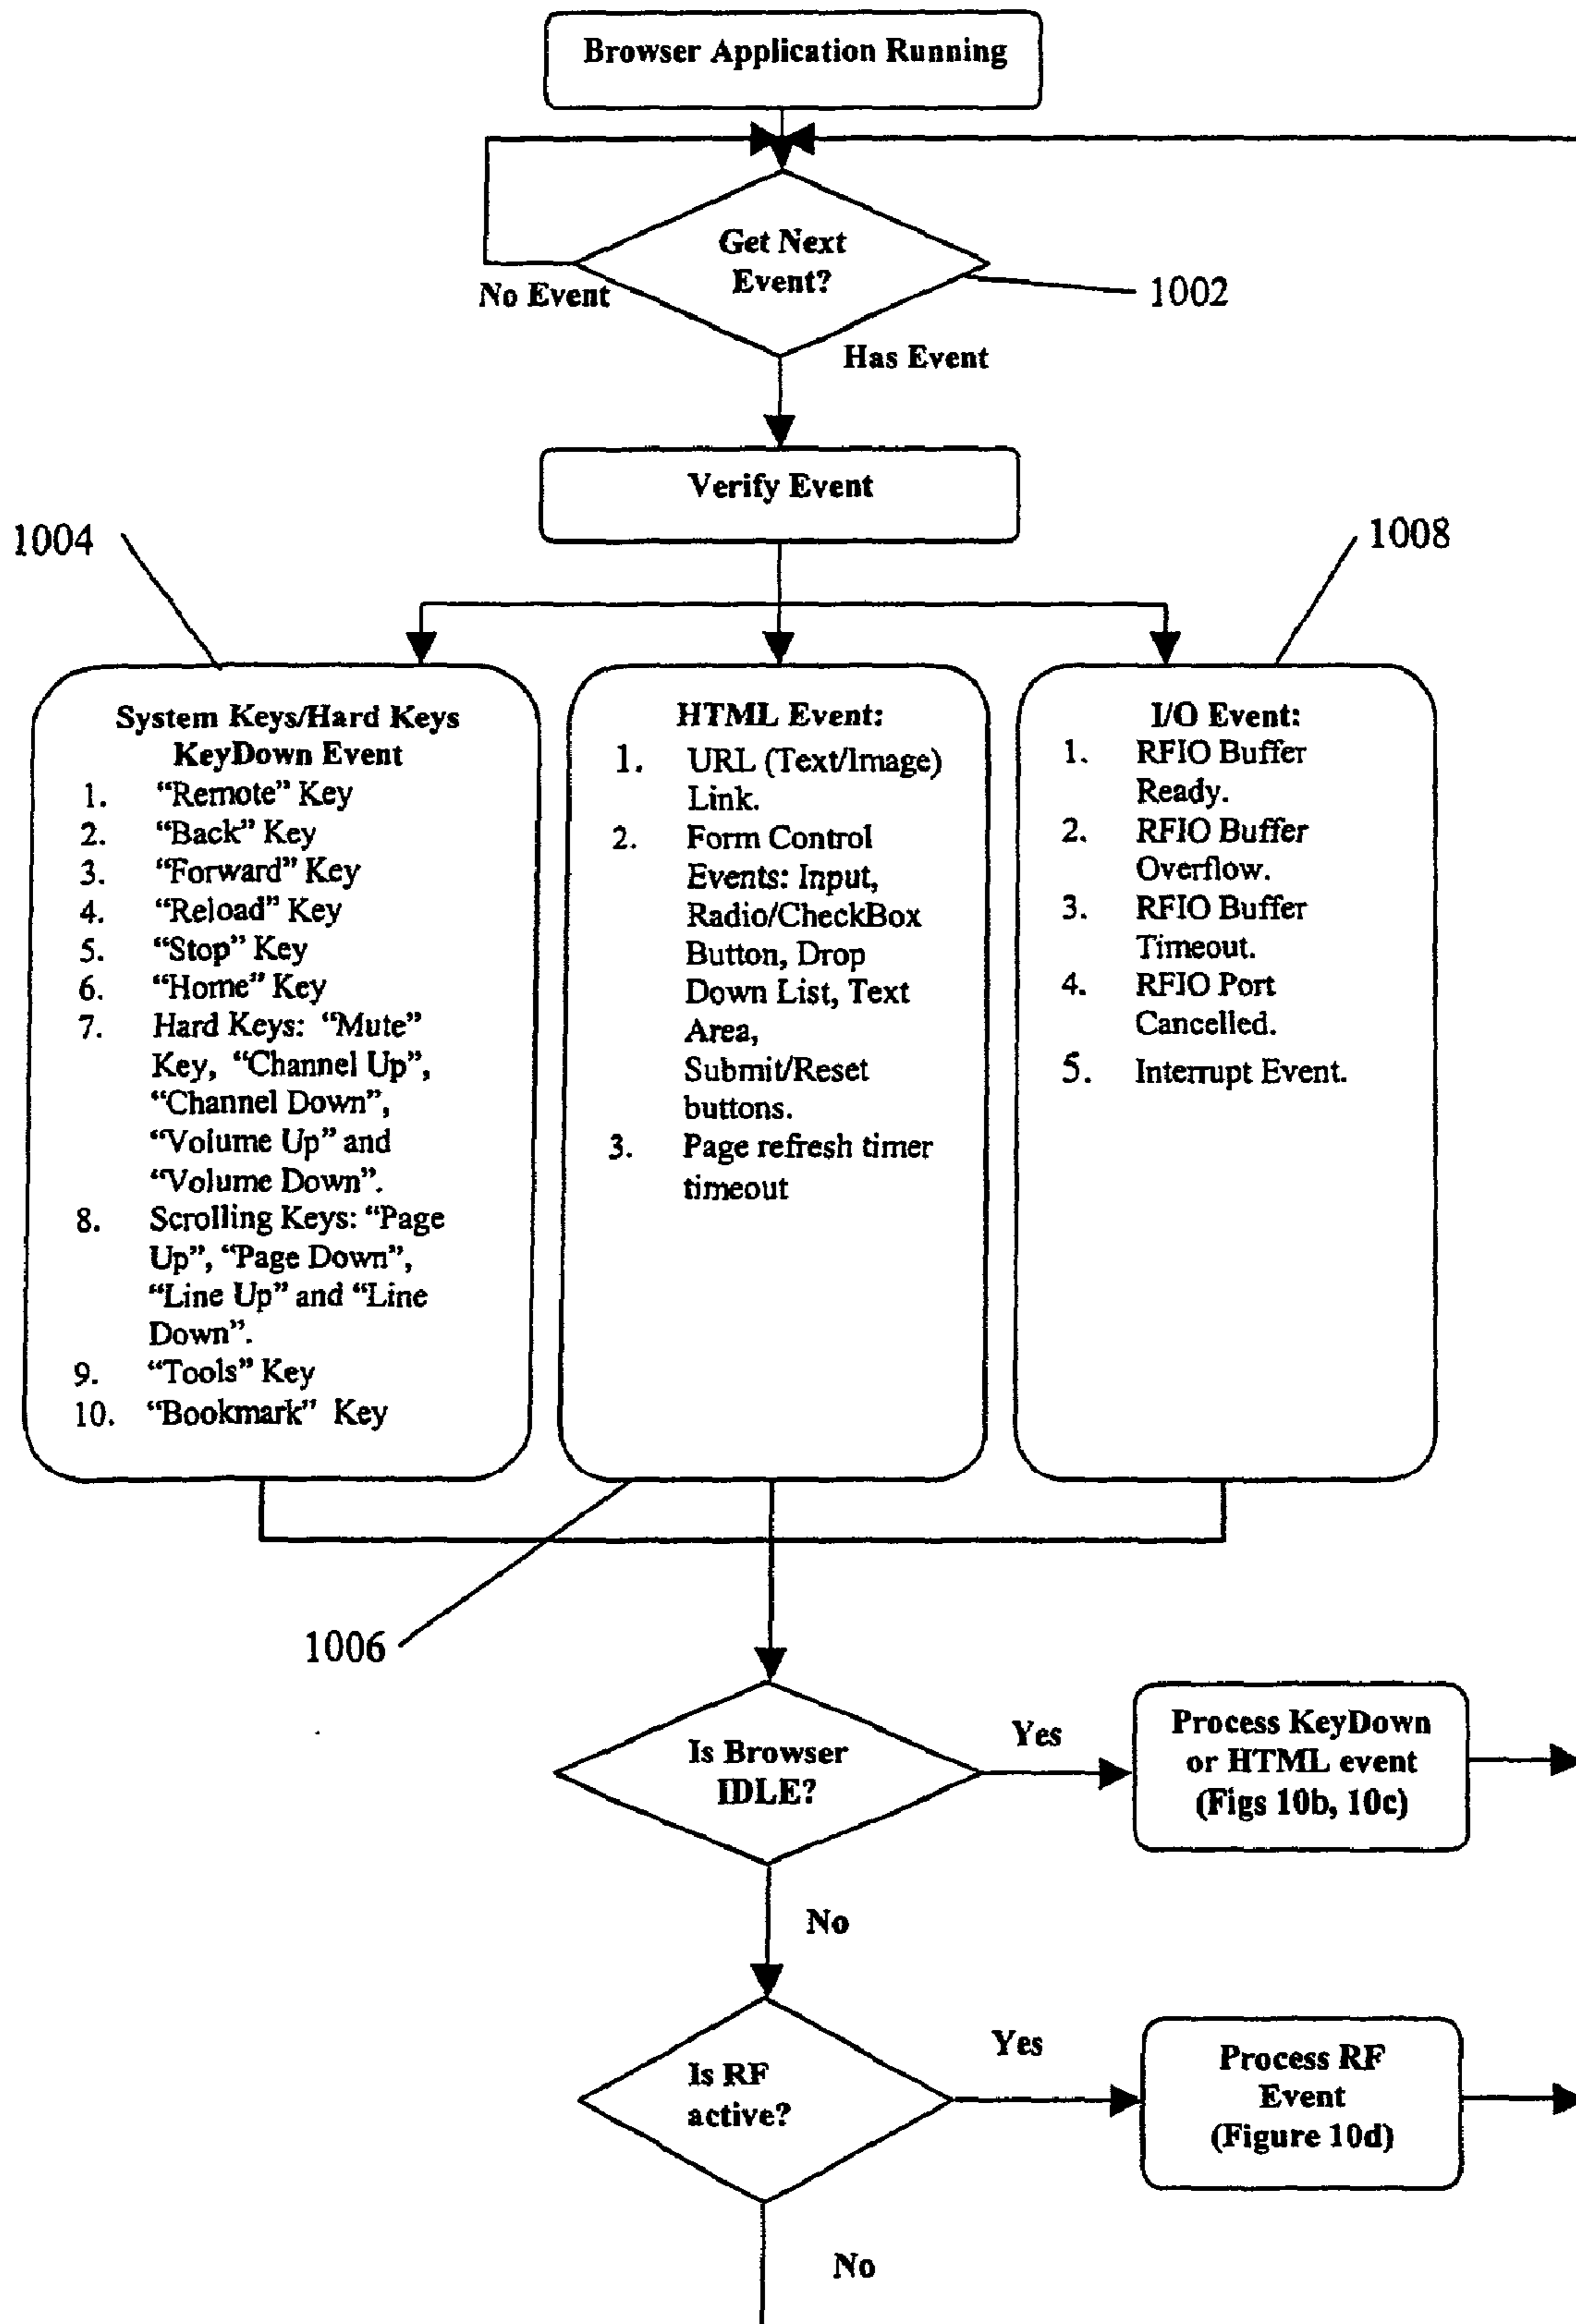 Browser Application Running
Get Next
Event?
No Event
1002
Has Event
Verify Event
1004
1008
System Keys/Hard Keys
KeyDown Event
1. “Remote” Key
2. “Back” Key
3. “Forward” Key
4. “Reload” Key
5. “Stop” Key
6. “Home” Key
7. Hard Keys: “Mute”
Key, “Channel Up”,
“Channel Down”,
“Volume Up” and
“Volume Down”.
8. Scrolling Keys: “Page
Up”, “Page Down”,
“Line Up” and “Line
Down”.
9. “Tools” Key
10. “Bookmark” Key
HTML Event:
1. URL (Text/Image)
Link.
2. Form Control
Events: Input,
Radio/CheckBox
Button, Drop
Down List, Text
Area,
Submit/Reset
buttons.
3. Page refresh timer
timeout
I/O Event:
1. RFIO Buffer
Ready.
2. RFIO Buffer
Overflow.
3. RFIO Buffer
Timeout.
4. RFIO Port
Cancelled.
5. Interrupt Event.
1006
Is Browser
IDLE?
Yes
Process KeyDown
or HTML event
(Figs 10b, 10c)
No
Is RF
active?
Yes
Process RF
Event
(Figure 10d)
No